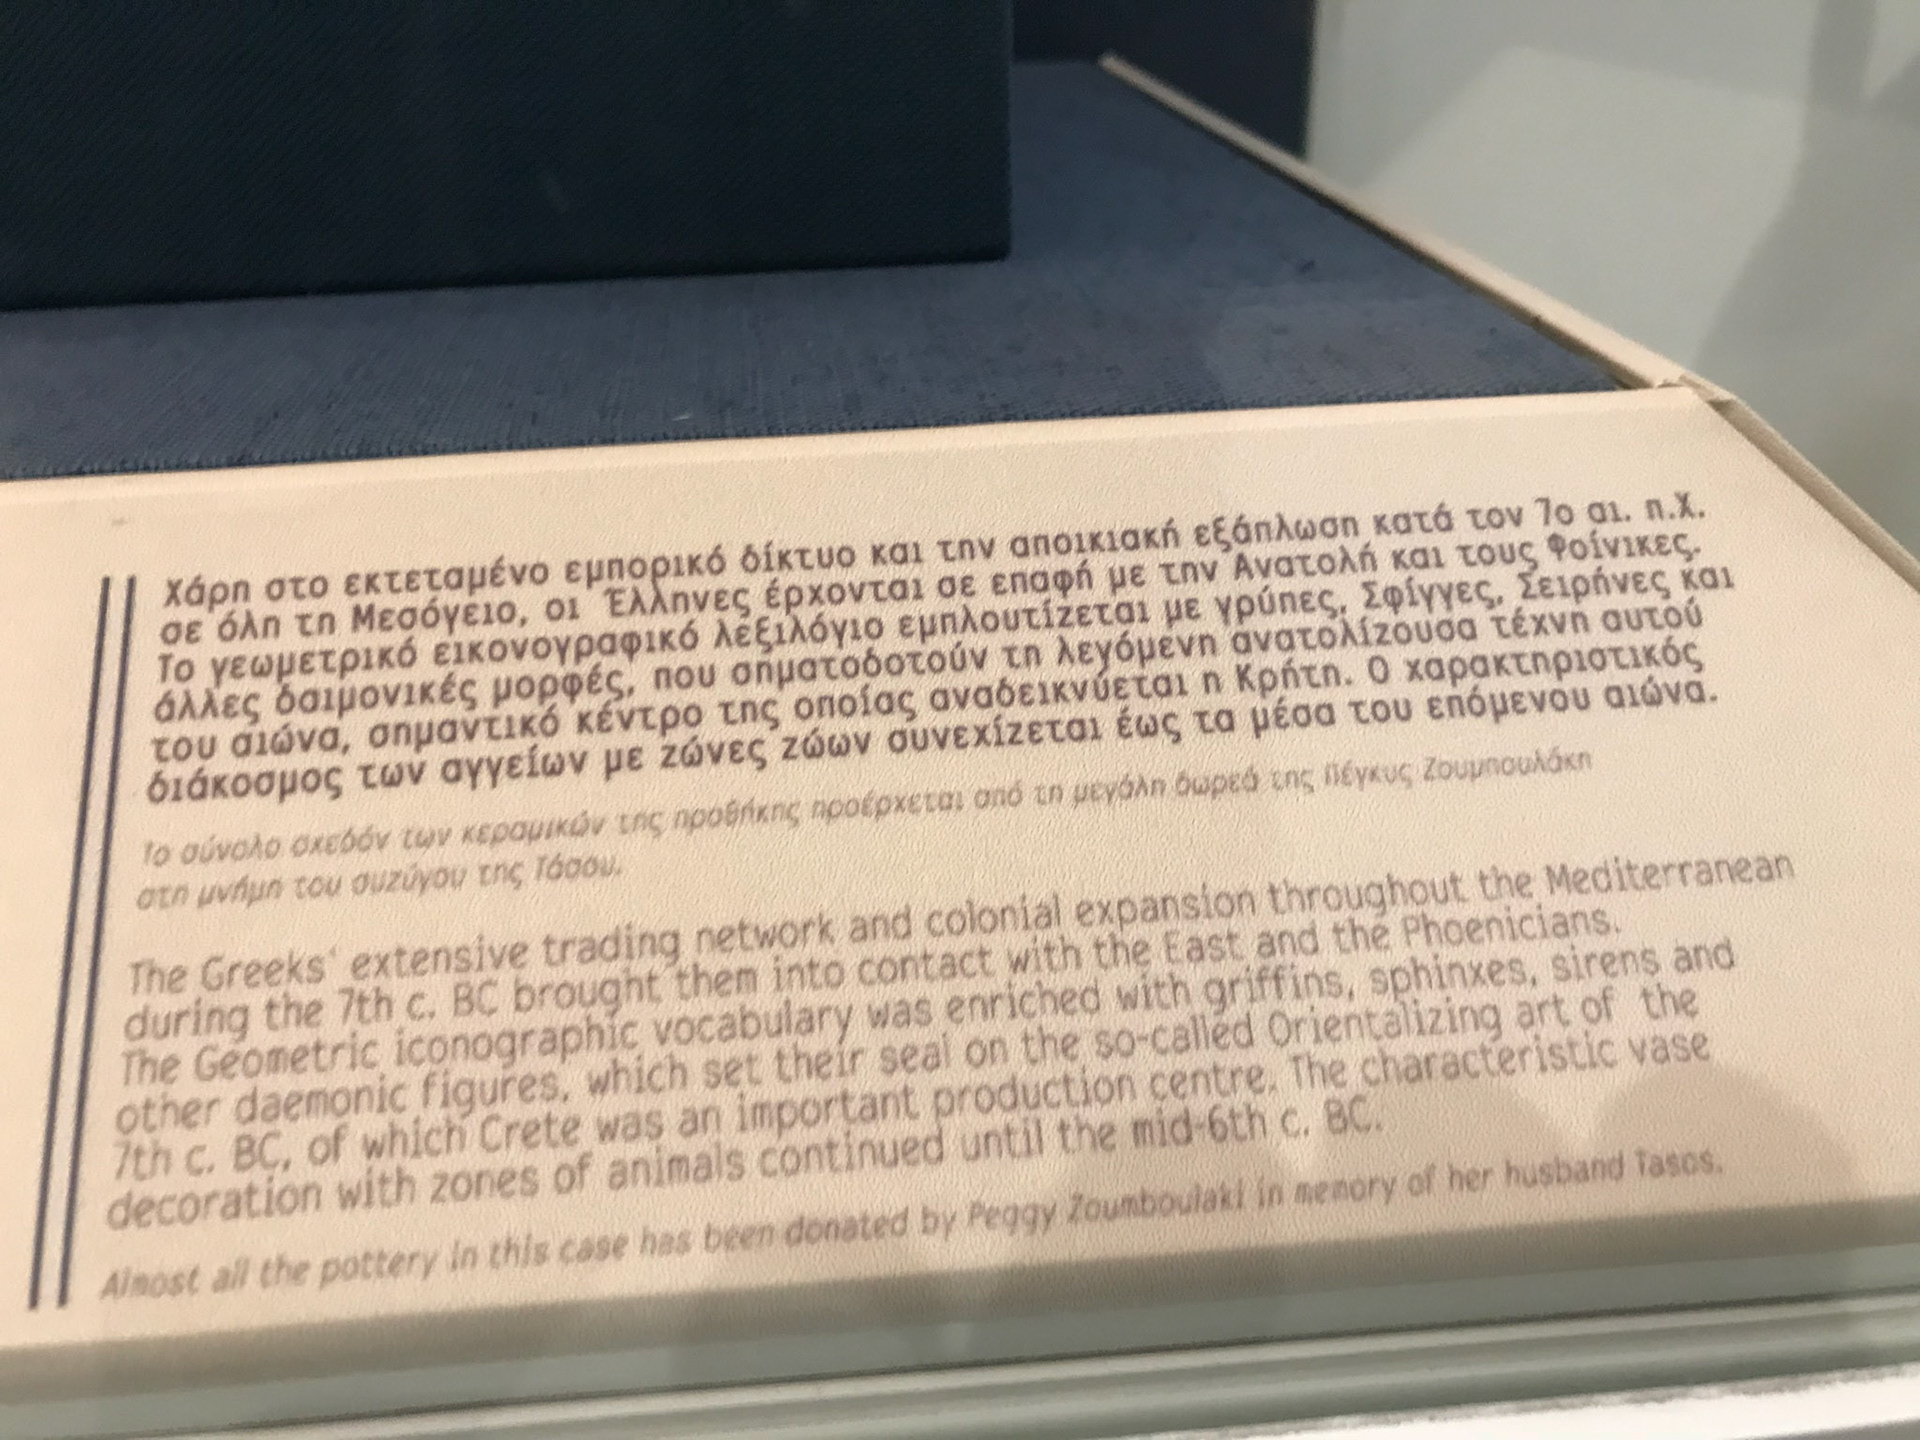 Χάρη στο εκτεταμένο εμπορικό δίκτυο και την αποικιακή εξάπλωση κατά τον 7ο αι. π.Χ.
σε όλη τη Μεσόγειο, οι Έλληνες έρχονται σε επαφή με την Ανατολή και τους Φοίνικες.
Το γεωμετρικό εικονογραφικό λεξιλόγιο εμπλουτίζεται με γρύπες, Σφίγγες, Σειρήνες και
άλλες δαιμονικές μορφές, που σηματοδοτούν τη λεγόμενη ανατολίζουσα τέχνη αυτού
του αιώνα, σημαντικό κέντρο της οποίας αναδεικνύεται η Κρήτη. Ο χαρακτηριστικός
διάκοσμος των αγγείων με ζώνες ζώων συνεχίζεται έως τα μέσα του επόμενου αιώνα.
Το σύνολο σχεδόν των κεραμικών της προθήκης προέρχεται από τη μεγάλη δωρεά της Πέγκυς Ζουμπουλάκη
στη μνήμη του συζύγου της Τάσου.
The Greeks' extensive trading network and colonial expansion throughout the Mediterranean
during the 7th c. BC brought them into contact with the East and the Phoenicians.
The Geometric iconographic vocabulary was enriched with griffins, sphinxes, sirens and
other daemonic figures, which set their seal on the so-called Orientalizing art of the
7th c. BC, of which Crete was an important production centre. The characteristic vase
decoration with zones of animals continued until the mid-6th c. BC.
Almost all the pottery in this case has been donated by Peggy Zoumboulaki in memory of her husband Tasos.